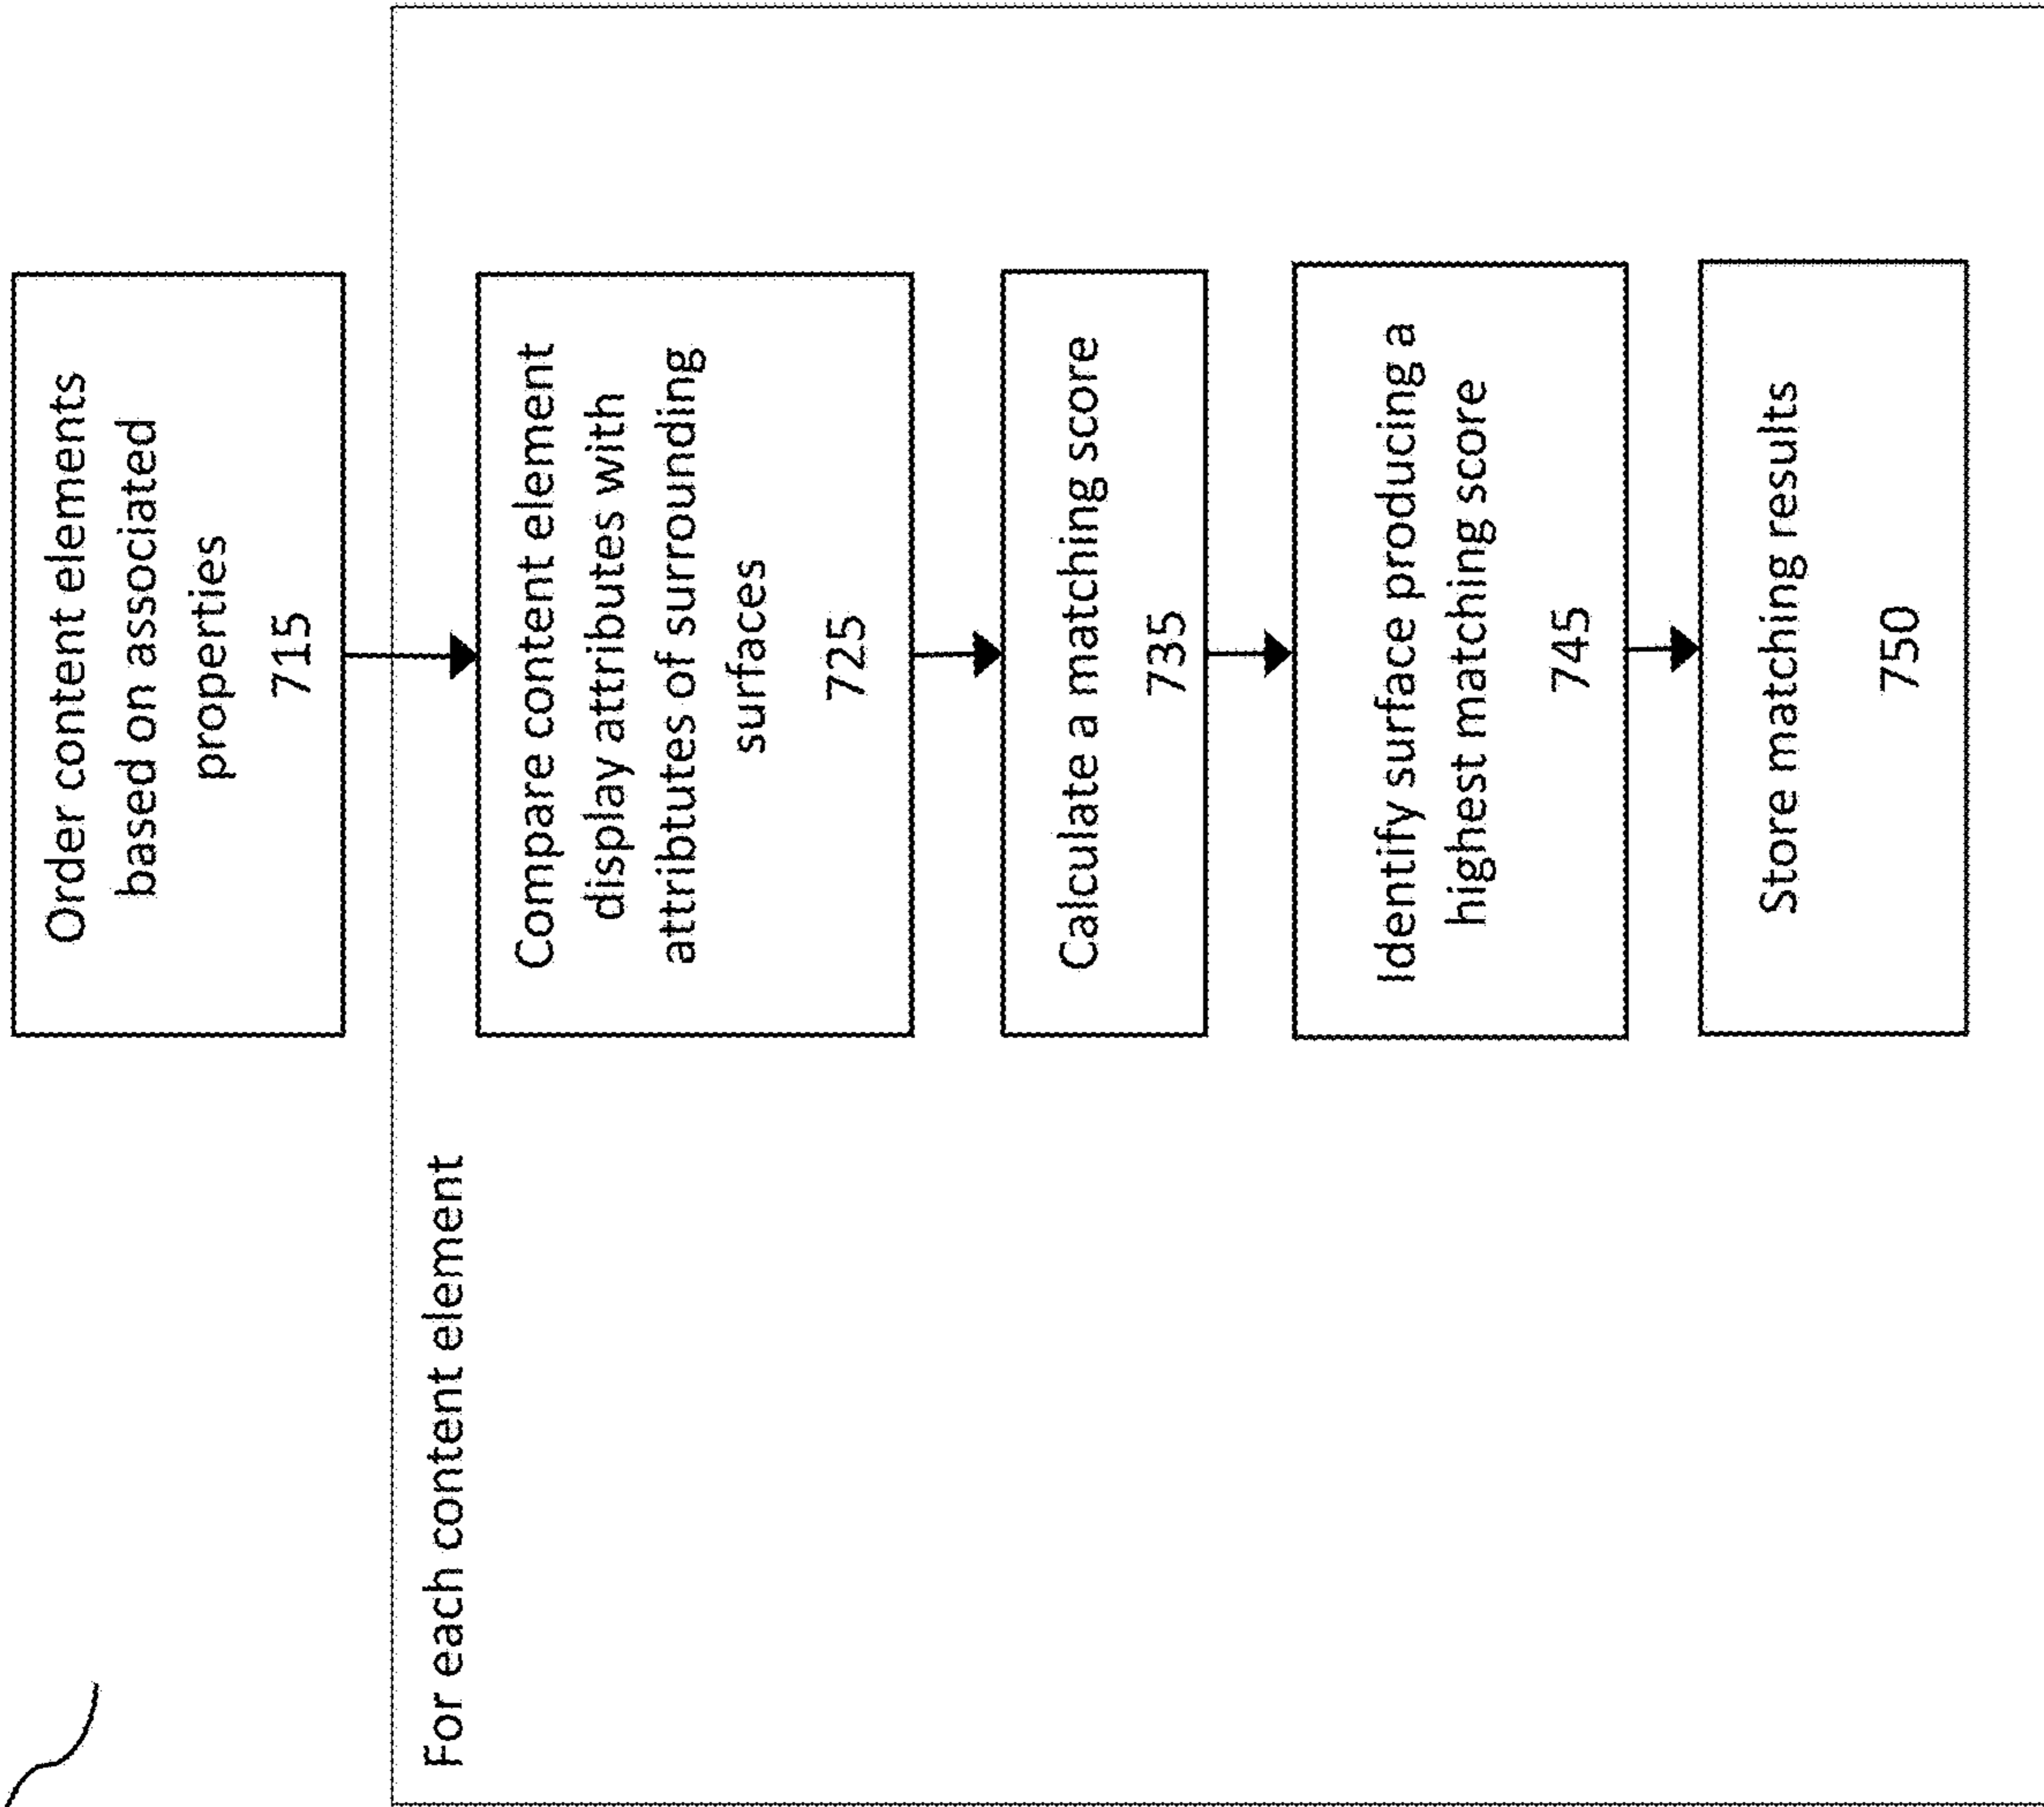 Order content elements
based on associated
properties
715
For each content element
Compare content element
display attributes with
attributes of surrounding
surfaces
725
Calculate a matching score
735
Identify surface producing a
highest matching score
745
Store matching results
750